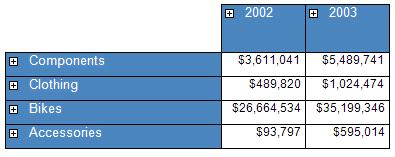 2002 2003
Components $3,611,041 $5,489,741
Clothing $489,820 $1,024,474
Bikes $26,664,534 $35,199,346
Accessories $93,797 $595,014